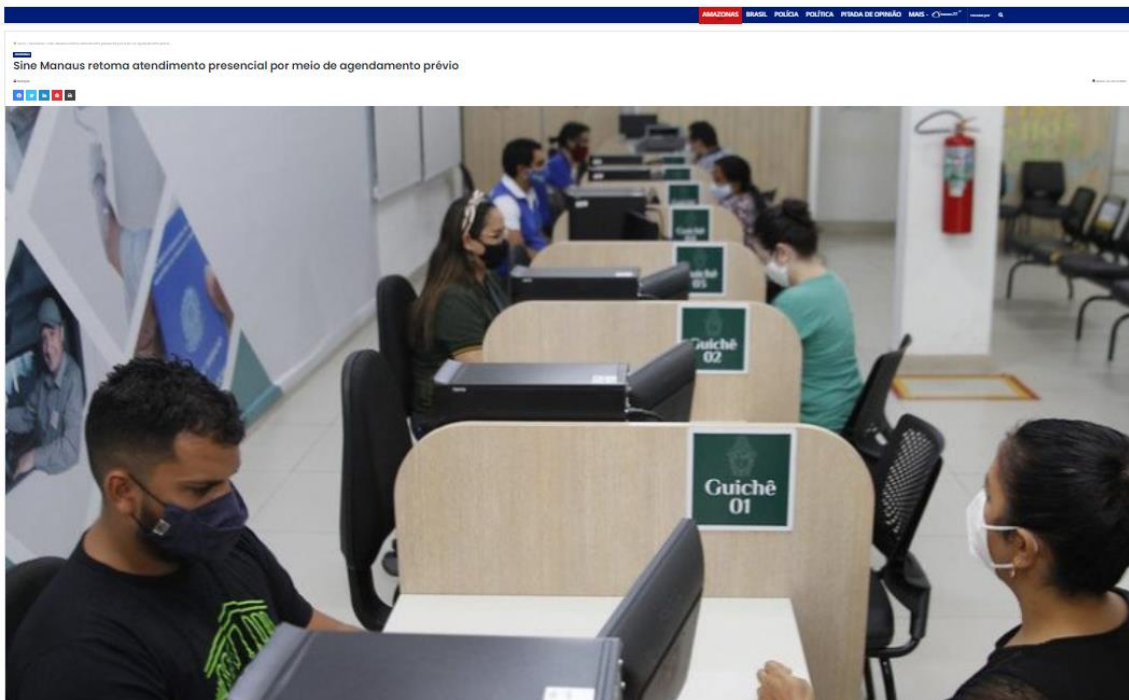 AMAZONAS BRASIL POLÍCIA POLÍTICA PITADA DE OPINIÃO MAIS
Sine Manaus retoma atendimento presencial por meio de agendamento prévio
Guichê
05
Guichê
02
Guichê
01